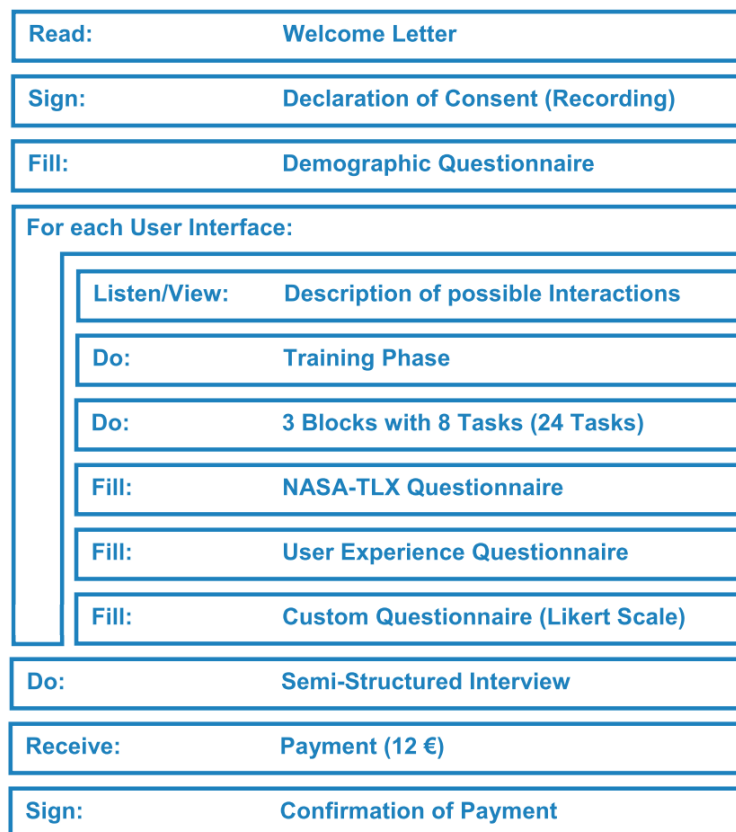 Read: Welcome Letter
Sign: Declaration of Consent (Recording)
Fill: Demographic Questionnaire
For each User Interface:
Listen/View: Description of possible Interactions
Do: Training Phase
Do: 3 Blocks with 8 Tasks (24 Tasks)
Fill: NASA-TLX Questionnaire
Fill: User Experience Questionnaire
Fill: Custom Questionnaire (Likert Scale)
Do: Semi-Structured Interview
Receive: Payment (12 €)
Sign: Confirmation of Payment